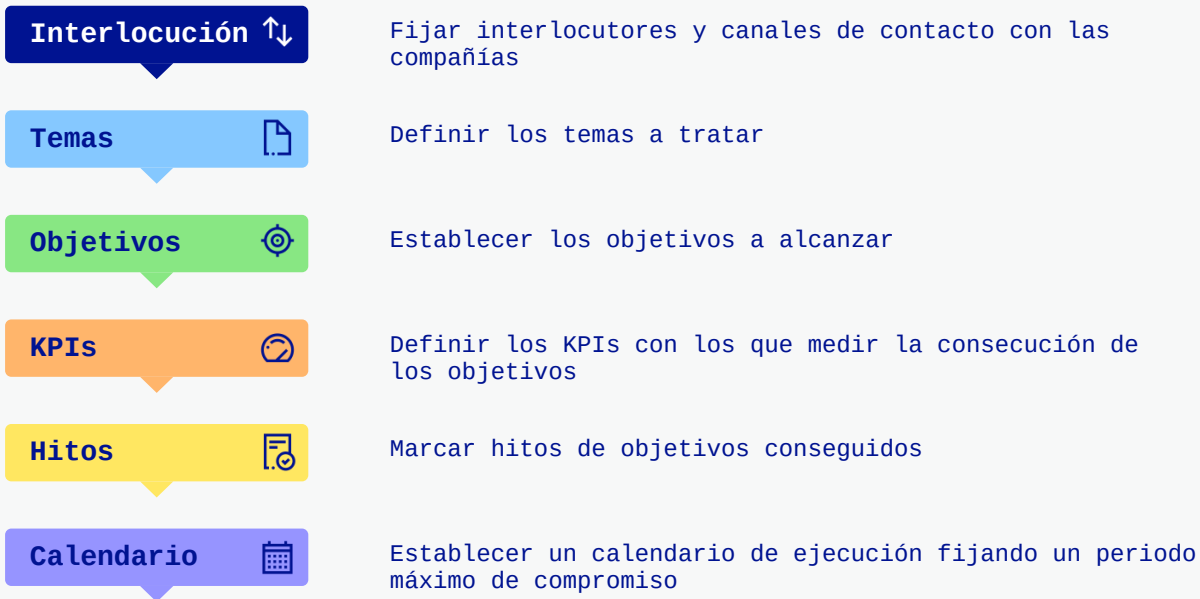 Interlocución
Fijar interlocutores y canales de contacto con las
compañías
Temas
Definir los temas a tratar
Objetivos
Establecer los objetivos a alcanzar
KPIs
Definir los KPIs con los que medir la consecución de
los objetivos
Hitos
Marcar hitos de objetivos conseguidos
Calendario
Establecer un calendario de ejecución fijando un periodo
máximo de compromiso